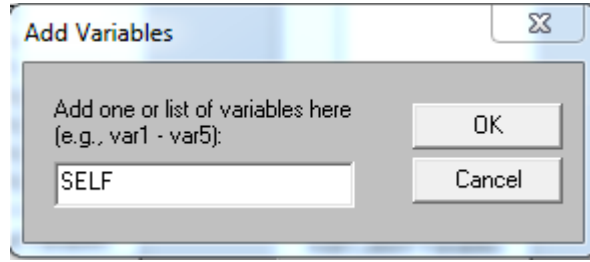 Add Variables
Add one or list of variables here
(e.g., var1 - var5):
SELF
OK
Cancel